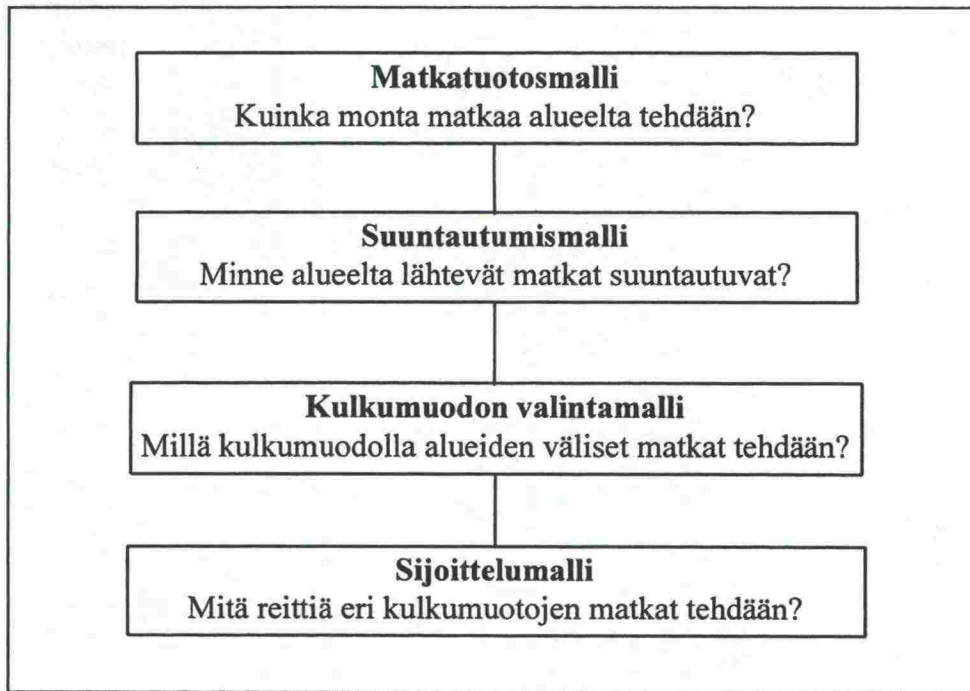 Matkatuotosmalli
Kuinka monta matkaa alueelta tehdään?
Suuntautumismalli
Minne alueelta lähtevät matkat suuntautuvat?
Kulkumuodon valintamalli
Millä kulkumuodolla alueiden väliset matkat tehdään?
Sijoittelumalli
Mitä reittiä eri kulkumuotojen matkat tehdään?